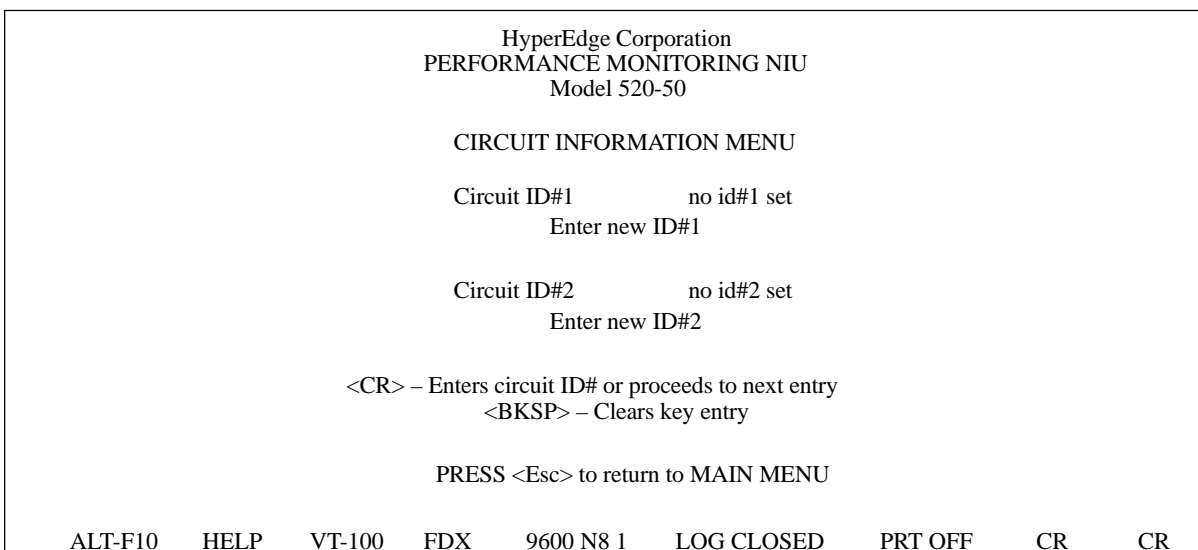 HyperEdge Corporation
PERFORMANCE MONITORING NIU
Model 520-50
CIRCUIT INFORMATION MENU
Circuit ID#1 no id#1 set
Enter new ID#1
Circuit ID#2 no id#2 set
Enter new ID#2
<CR> – Enters circuit ID# or proceeds to next entry
<BKSP> – Clears key entry
PRESS <Esc> to return to MAIN MENU
ALT-F10 HELP VT-100 FDX 9600 N8 1 LOG CLOSED PRT OFF CR CR